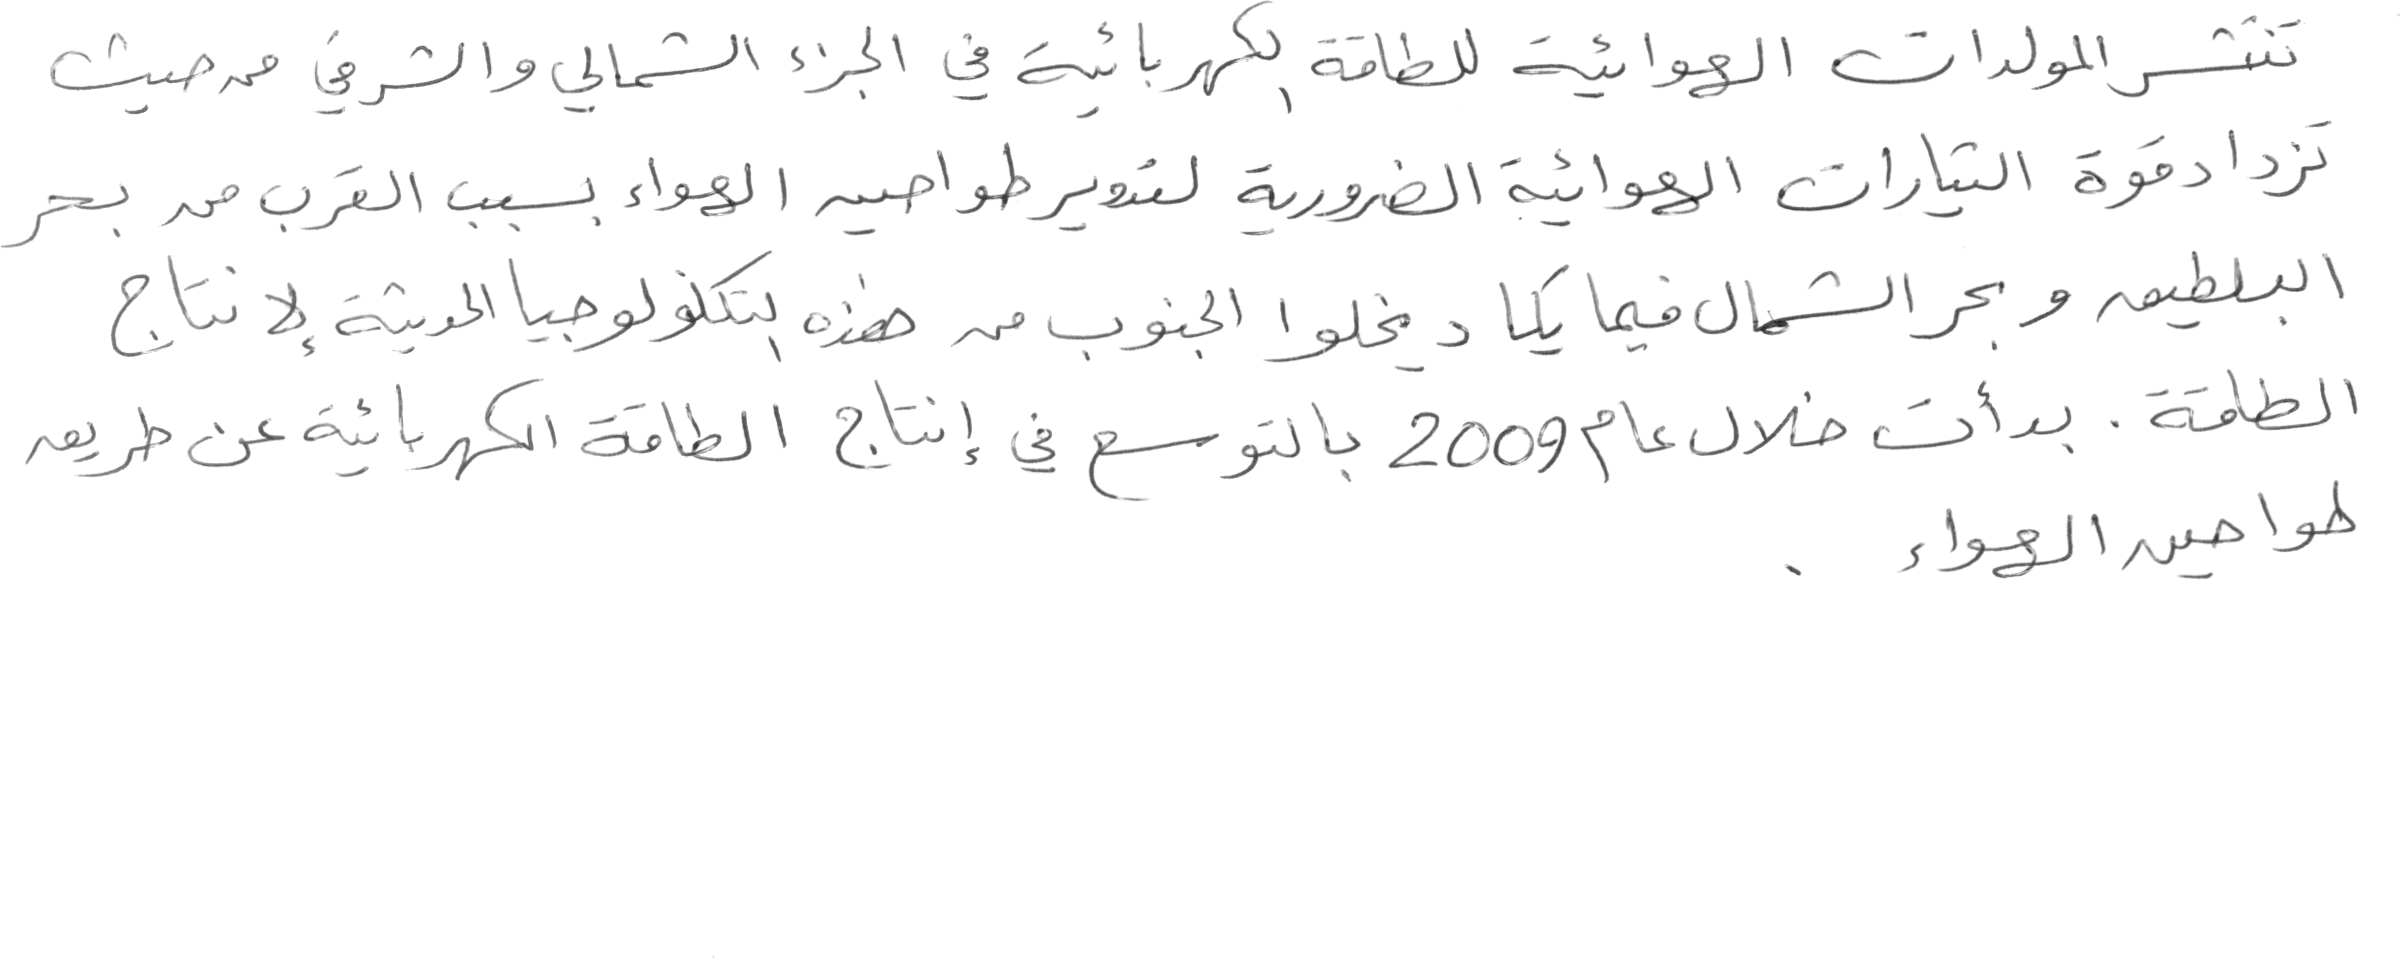 تنتشر المولدات الهوائية للطاقة الكهربائية في الجزء الشمالي والشرقي من حيث
تزداد قوة التيارات الهوائية الضرورية لتدوير طواحين الهواء بسبب القرب من بحر
البلطيق وبحر الشمال فيما يكاد يخلوا الجنوب من هذه التكنولوجيا الحديثة لإنتاج
الطاقة . بدأت خلال عام 2009 بالتوسع في إنتاج الطاقة الكهربائية عن طريق
طواحين الهواء .